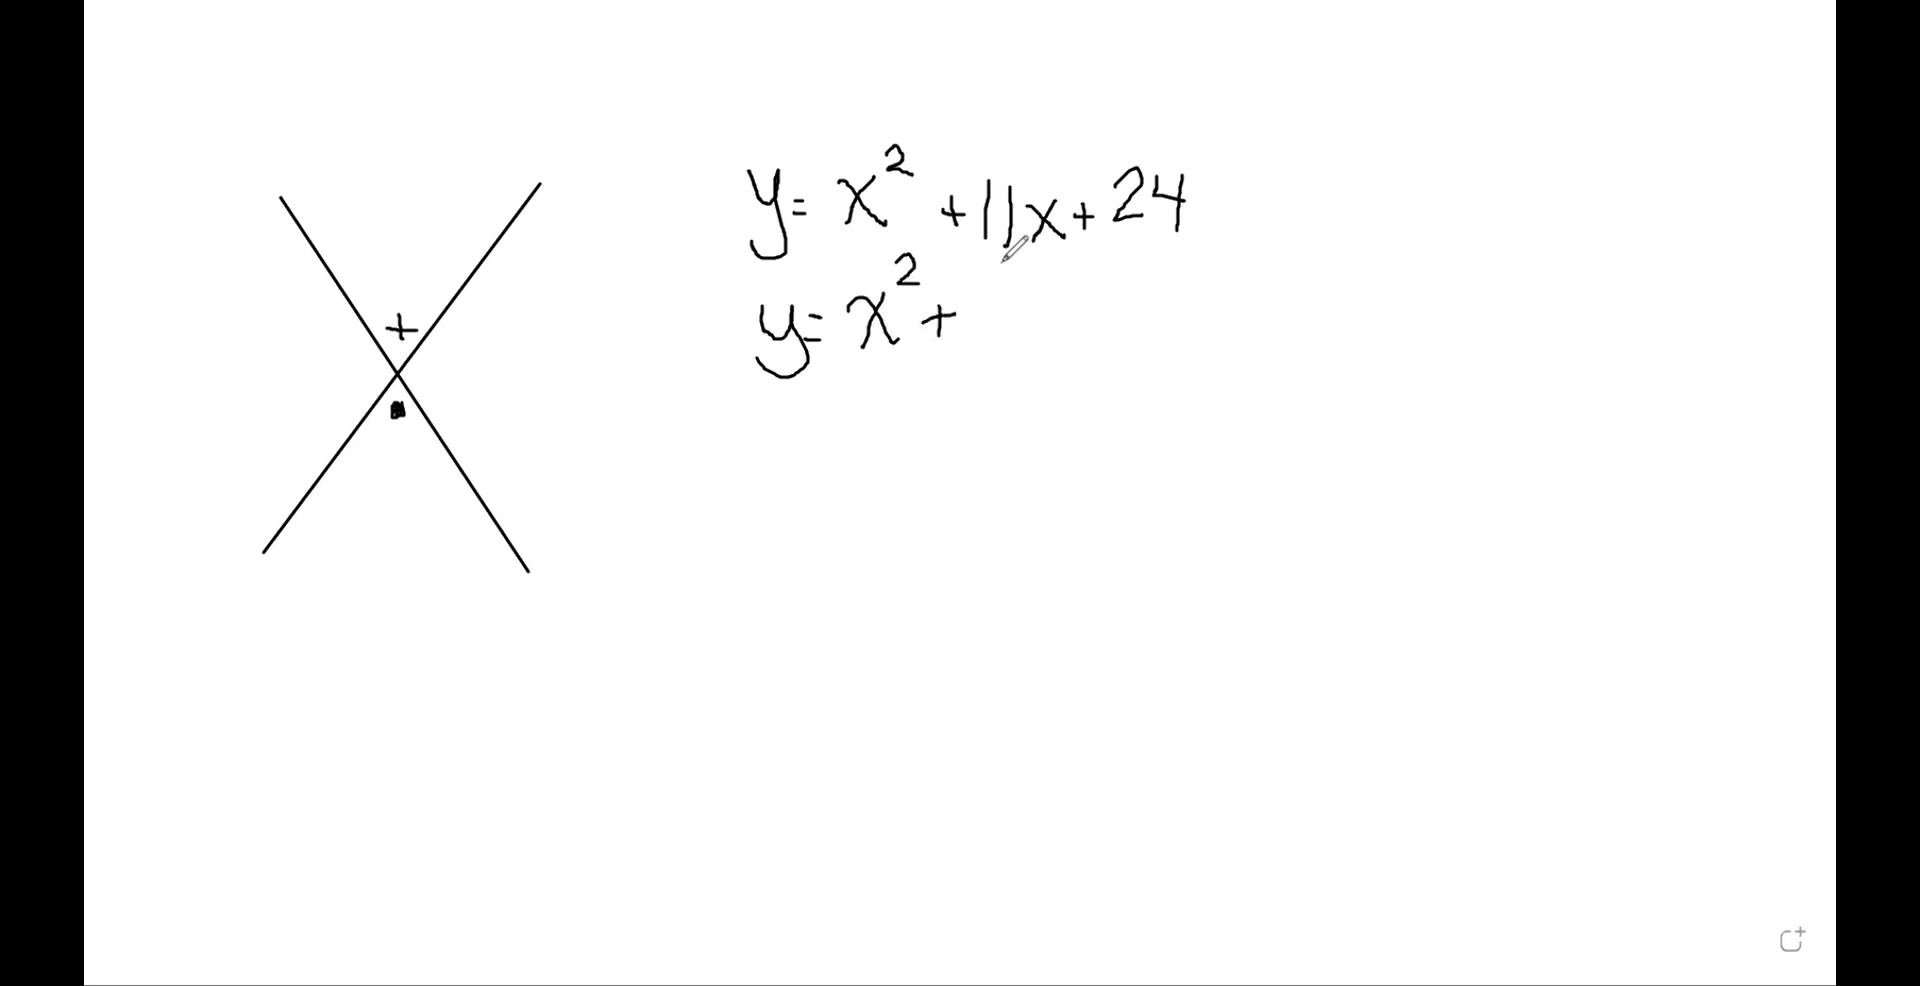 y = x² + 11x + 24
y = x² +
+